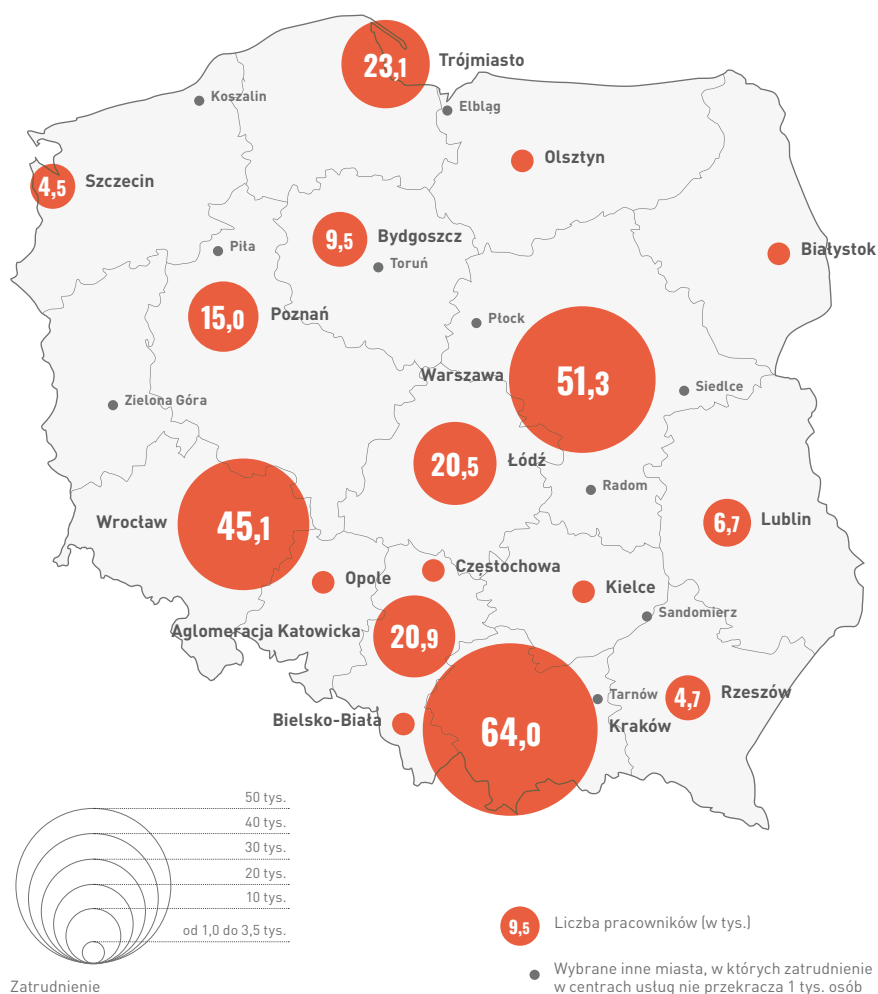 23,1
Trójmiasto
Koszalin
Elbląg
Olsztyn
4,5
Szczecin
9,5
Bydgoszcz
Piła
Toruń
Białystok
15,0
Poznań
Płock
Warszawa
51,3
Siedlce
Zielona Góra
20,5
Łódź
Radom
Wrocław
45,1
6,7
Lublin
Opole
Częstochowa
Kielce
Sandomierz
Aglomeracja Katowicka
20,9
Tarnów
4,7
Rzeszów
Bielsko-Biała
64,0
Kraków
50 tys.
40 tys.
30 tys.
20 tys.
10 tys.
od 1,0 do 3,5 tys.
Zatrudnienie
9,5
Liczba pracowników (w tys.)
Wybrane inne miasta, w których zatrudnienie
w centrach usług nie przekracza 1 tys. osób